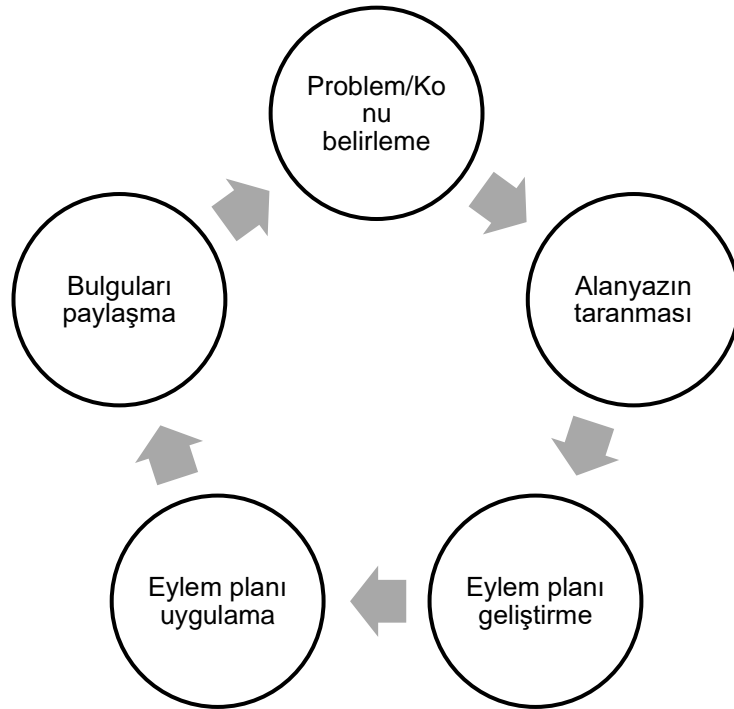 Problem/Ko
nu
belirleme
Alanyazın
taranması
Eylem planı
geliştirme
Eylem planı
uygulama
Bulguları
paylaşma